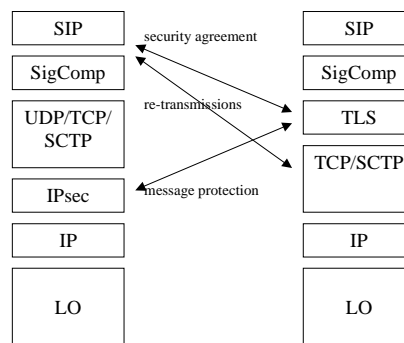 SIP
SigComp
UDP/TCP/
SCTP
IPsec
IP
LO
security agreement
re-transmissions
message protection
SIP
SigComp
TLS
TCP/SCTP
IP
LO